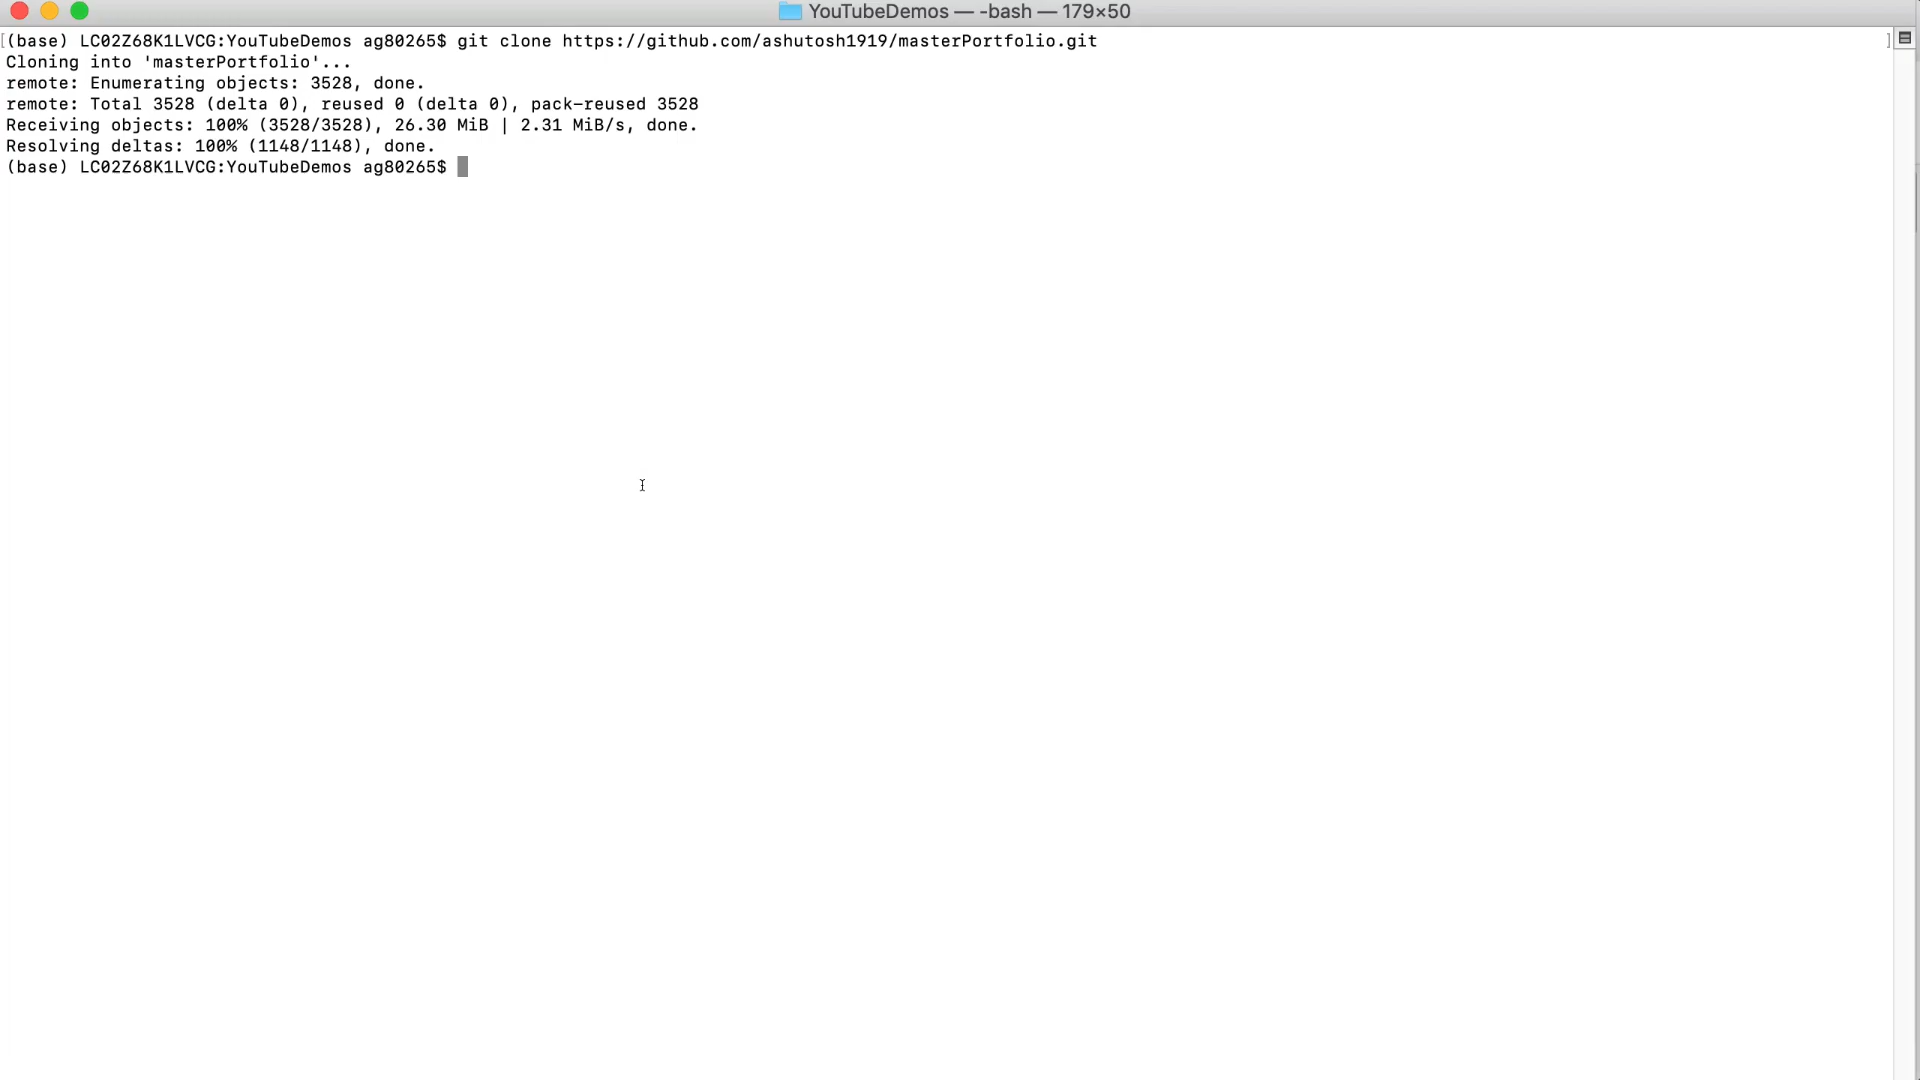 YouTubeDemos — -bash — 179×50
(base) LC02Z68K1LVCG:YouTubeDemos ag80265$ git clone https://github.com/ashutosh1919/masterPortfolio.git
Cloning into 'masterPortfolio'...
remote: Enumerating objects: 3528, done.
remote: Total 3528 (delta 0), reused 0 (delta 0), pack-reused 3528
Receiving objects: 100% (3528/3528), 26.30 MiB | 2.31 MiB/s, done.
Resolving deltas: 100% (1148/1148), done.
(base) LC02Z68K1LVCG:YouTubeDemos ag80265$